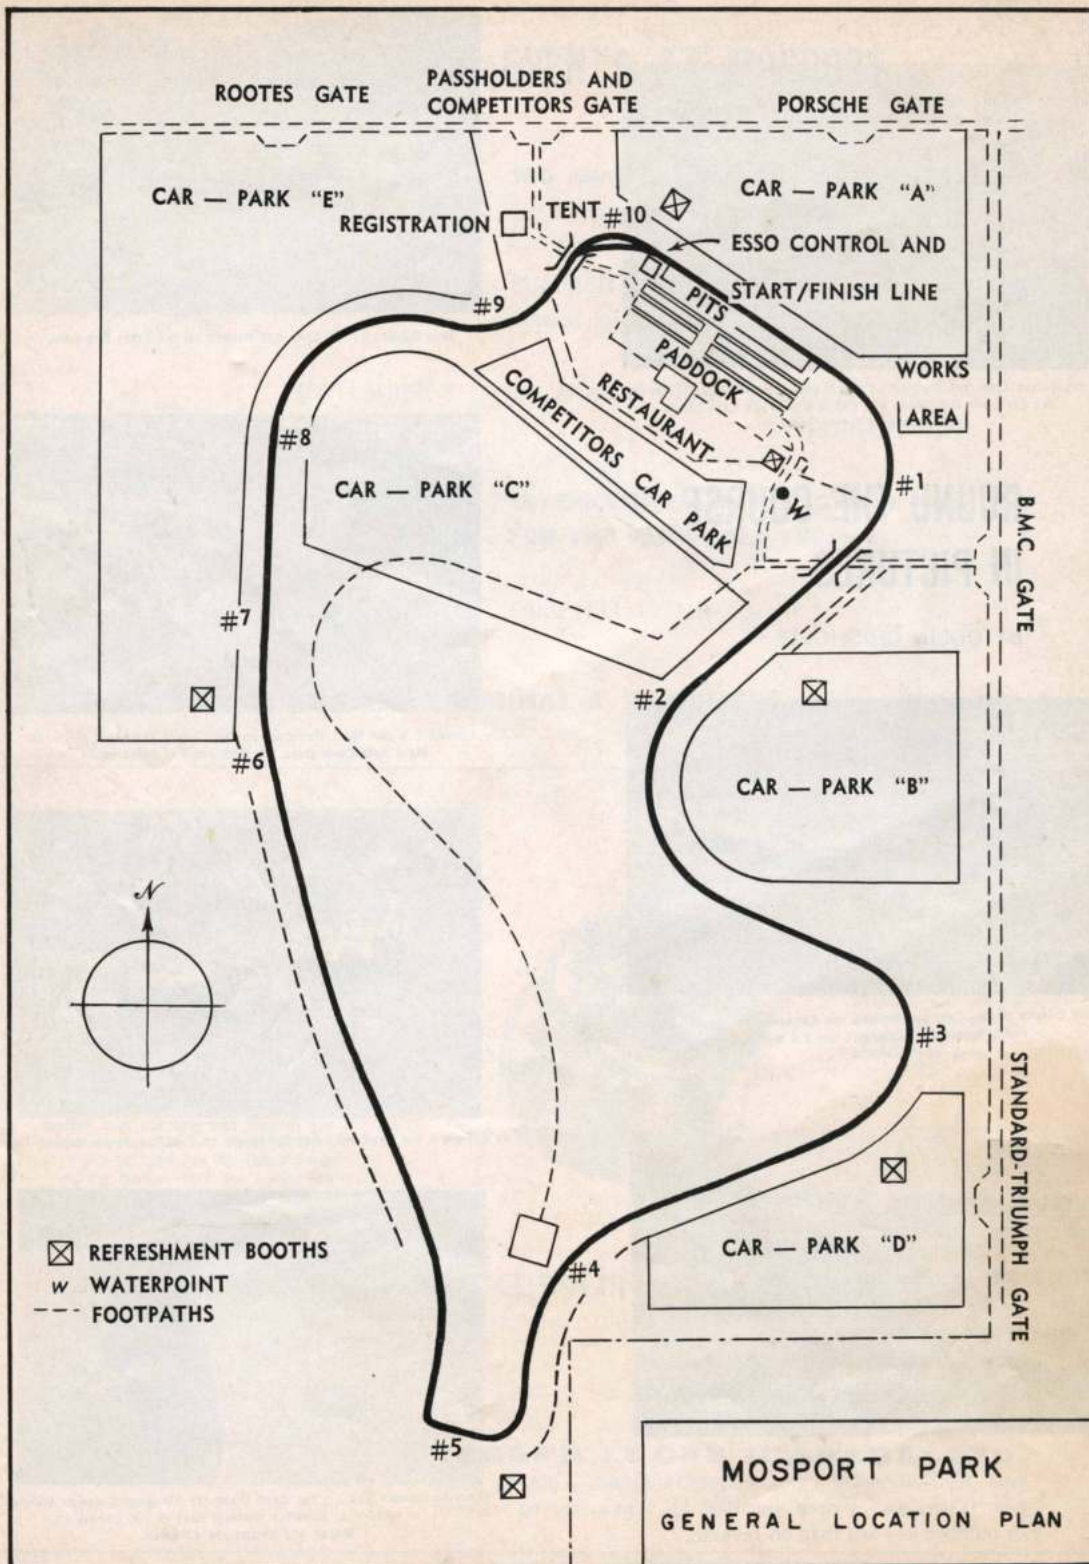 ROOTES GATE
PASSHOLDERS AND
COMPETITORS GATE
PORSCHE GATE
CAR — PARK "E"
CAR — PARK "A"
REGISTRATION
TENT
#10
ESSO CONTROL AND
START/FINISH LINE
#9
PITS
PADDOCK
RESTAURANT
COMPETITORS CAR PARK
WORKS
AREA
#8
CAR — PARK "C"
W
#1
B.M.C. GATE
#7
#2
#6
CAR — PARK "B"
N
#3
STANDARD-TRIUMPH GATE
REFRESHMENT BOOTHS
W WATERPOINT
--- FOOTPATHS
#4
CAR — PARK "D"
#5
MOSPORT PARK
GENERAL LOCATION PLAN